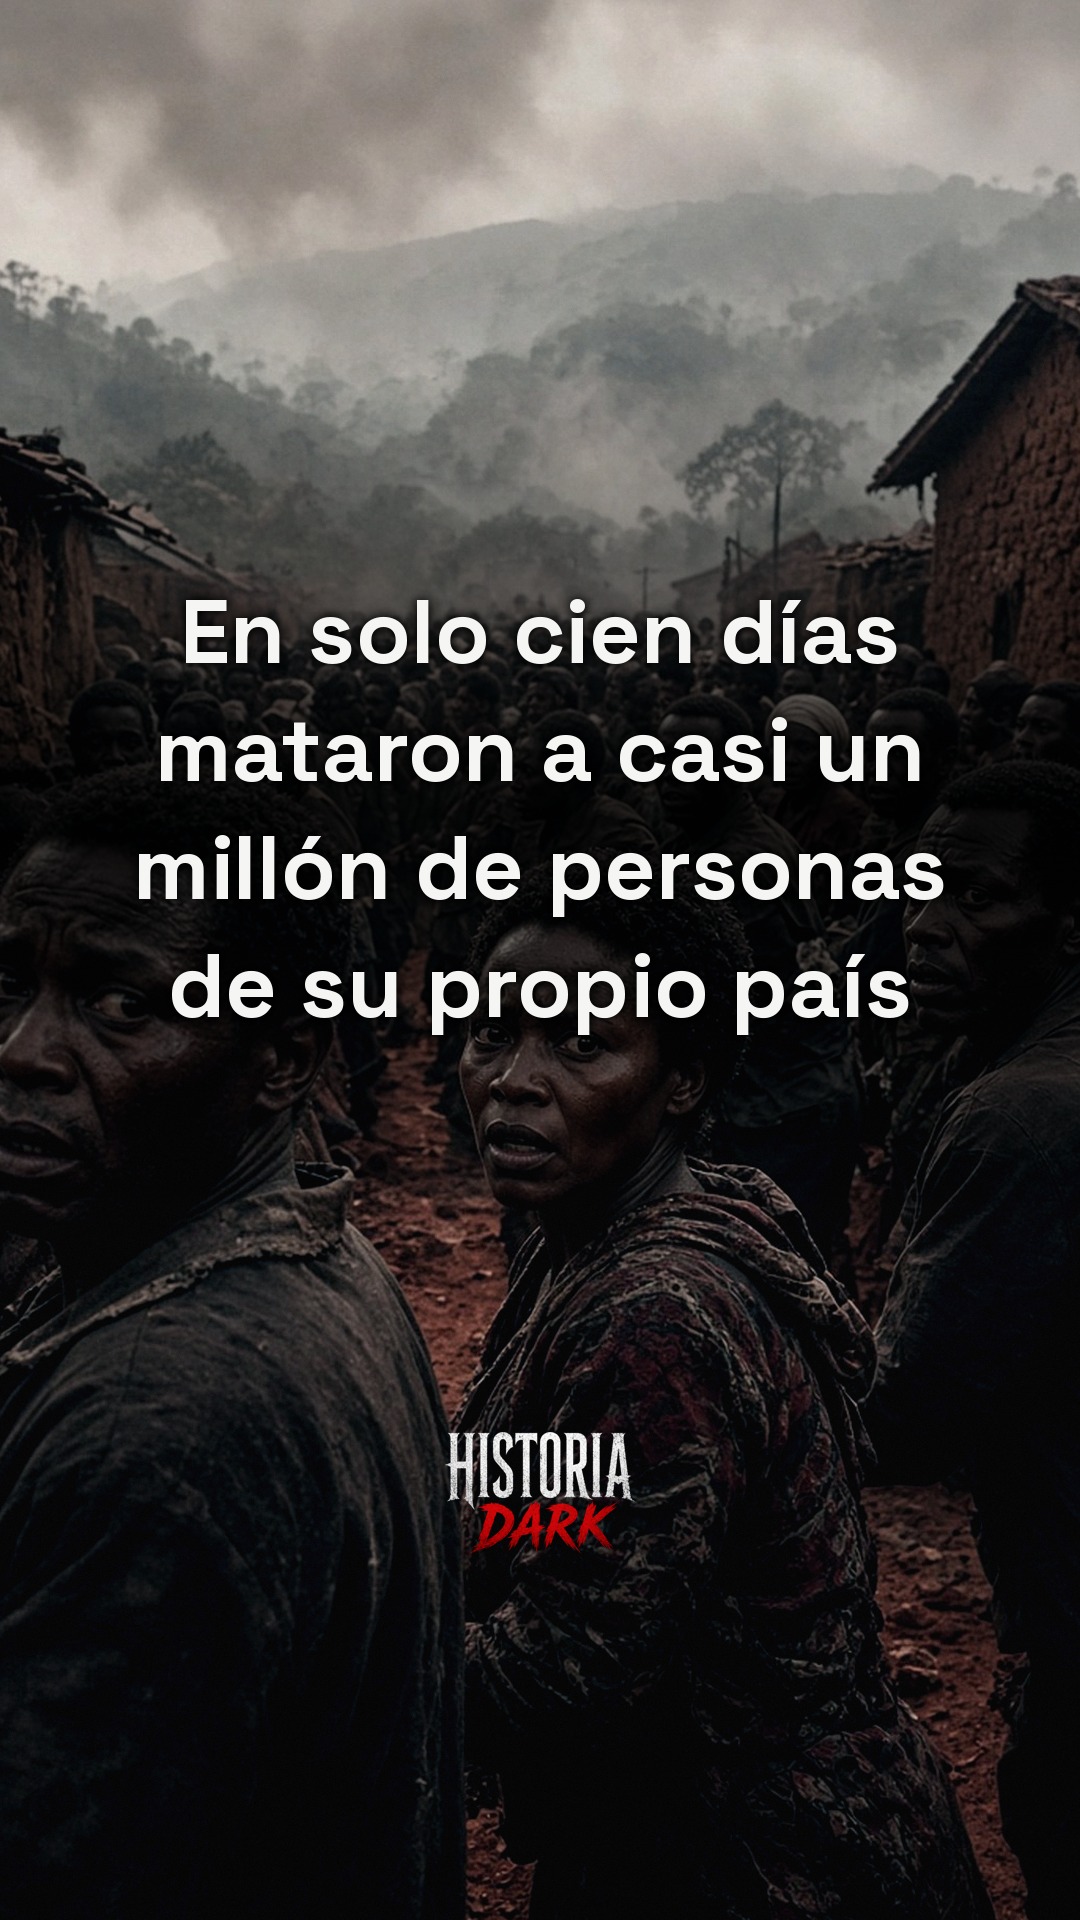 En solo cien días
mataron a casi un
millón de personas
de su propio país
HISTORIA
DARK